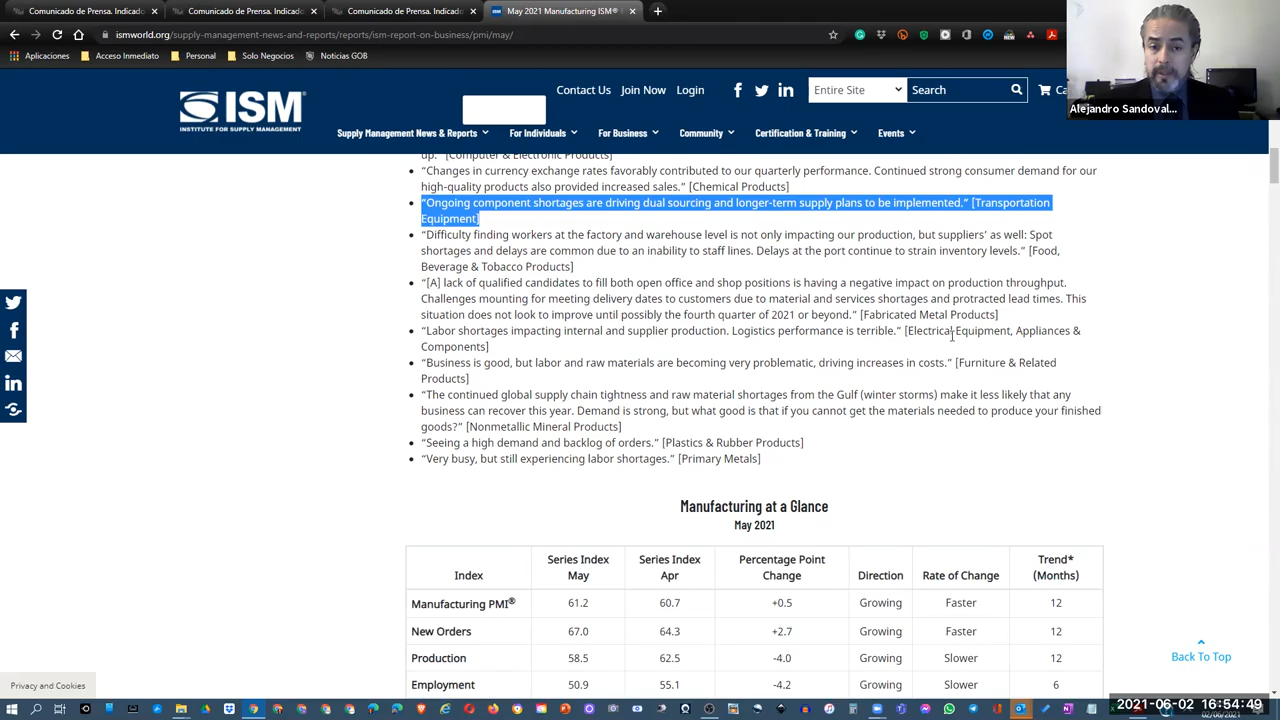 Comunicado de Prensa. Indicado
Comunicado de Prensa. Indicado
Comunicado de Prensa. Indicado
ISM May 2021 Manufacturing ISM®
ismworld.org/supply-management-news-and-reports/reports/ism-report-on-business/pmi/may/
Aplicaciones
Acceso Inmediato
Personal
Solo Negocios
Noticias GOB
Alejandro Sandoval...
ISM®
INSTITUTE FOR SUPPLY MANAGEMENT®
Contact Us
Join Now
Login
Entire Site
Search
Supply Management News & Reports
For Individuals
For Business
Community
Certification & Training
Events
up.” [Computer & Electronic Products]
“Changes in currency exchange rates favorably contributed to our quarterly performance. Continued strong consumer demand for our
high-quality products also provided increased sales.” [Chemical Products]
“Ongoing component shortages are driving dual sourcing and longer-term supply plans to be implemented.” [Transportation
Equipment]
“Difficulty finding workers at the factory and warehouse level is not only impacting our production, but suppliers’ as well: Spot
shortages and delays are common due to an inability to staff lines. Delays at the port continue to strain inventory levels.” [Food,
Beverage & Tobacco Products]
“[A] lack of qualified candidates to fill both open office and shop positions is having a negative impact on production throughput.
Challenges mounting for meeting delivery dates to customers due to material and services shortages and protracted lead times. This
situation does not look to improve until possibly the fourth quarter of 2021 or beyond.” [Fabricated Metal Products]
“Labor shortages impacting internal and supplier production. Logistics performance is terrible.” [Electrical Equipment, Appliances &
Components]
“Business is good, but labor and raw materials are becoming very problematic, driving increases in costs.” [Furniture & Related
Products]
“The continued global supply chain tightness and raw material shortages from the Gulf (winter storms) make it less likely that any
business can recover this year. Demand is strong, but what good is that if you cannot get the materials needed to produce your finished
goods?” [Nonmetallic Mineral Products]
“Seeing a high demand and backlog of orders.” [Plastics & Rubber Products]
“Very busy, but still experiencing labor shortages.” [Primary Metals]
Manufacturing at a Glance
May 2021
Index
Series Index May
Series Index Apr
Percentage Point Change
Direction
Rate of Change
Trend* (Months)
Manufacturing PMI® 61.2 60.7 +0.5 Growing Faster 12
New Orders 67.0 64.3 +2.7 Growing Faster 12
Production 58.5 62.5 -4.0 Growing Slower 12
Employment 50.9 55.1 -4.2 Growing Slower 6
Back To Top
Privacy and Cookies
2021-06-02 16:54:49